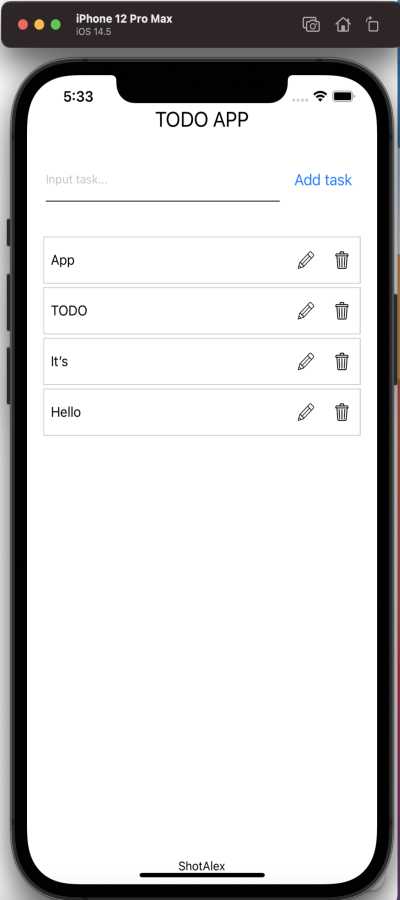 iPhone 12 Pro Max
iOS 14.5
5:33
TODO APP
Input task...
Add task
App
TODO
It's
Hello
ShotAlex